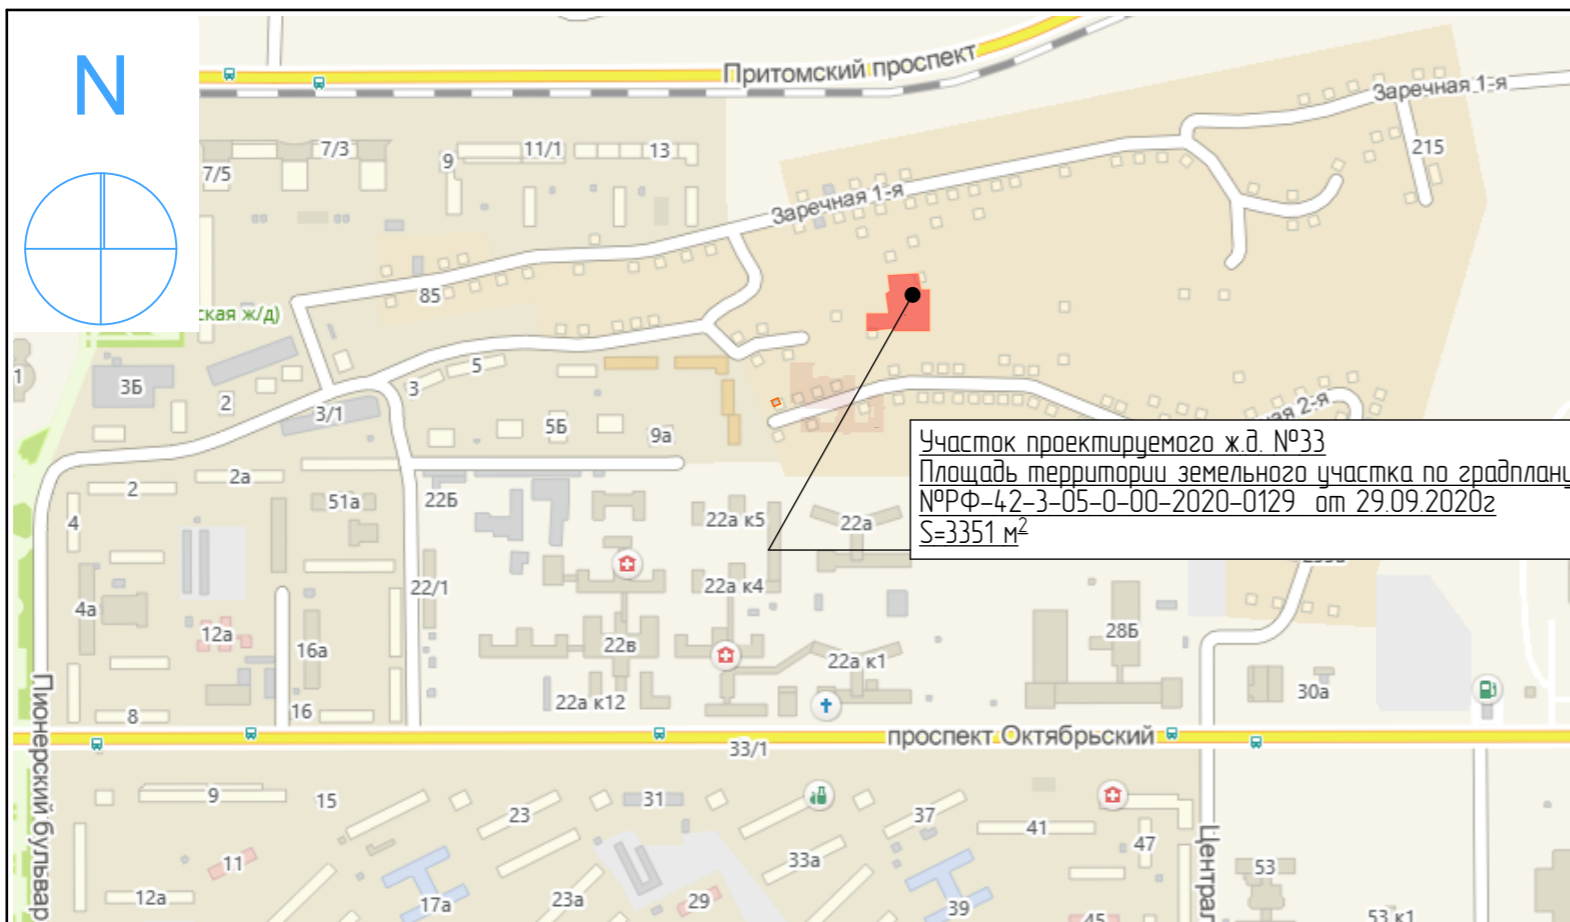 N
Притомский проспект
Заречная 1-я
215
7/3
11/1
13
9
7/5
Заречная 1-я
85
ская ж/д)
1
3Б
2
3/1
3
5
5Б
9а
ная 2-я
Участок проектируемого ж.д. №33
Площадь территории земельного участка по градплану
№РФ-42-3-05-0-00-2020-0129 от 29.09.2020г
S=3351 м²
2
2а
4
51а
22Б
22а к5
22а
22/1
22а к4
4а
12а
16а
22в
22а к1
28Б
30а
22а к12
8
16
Пионерский бульвар
33/1
проспект Октябрьский
9
15
23
31
37
41
47
Централ
11
33а
53
12а
17а
23а
29
39
45
53 к1